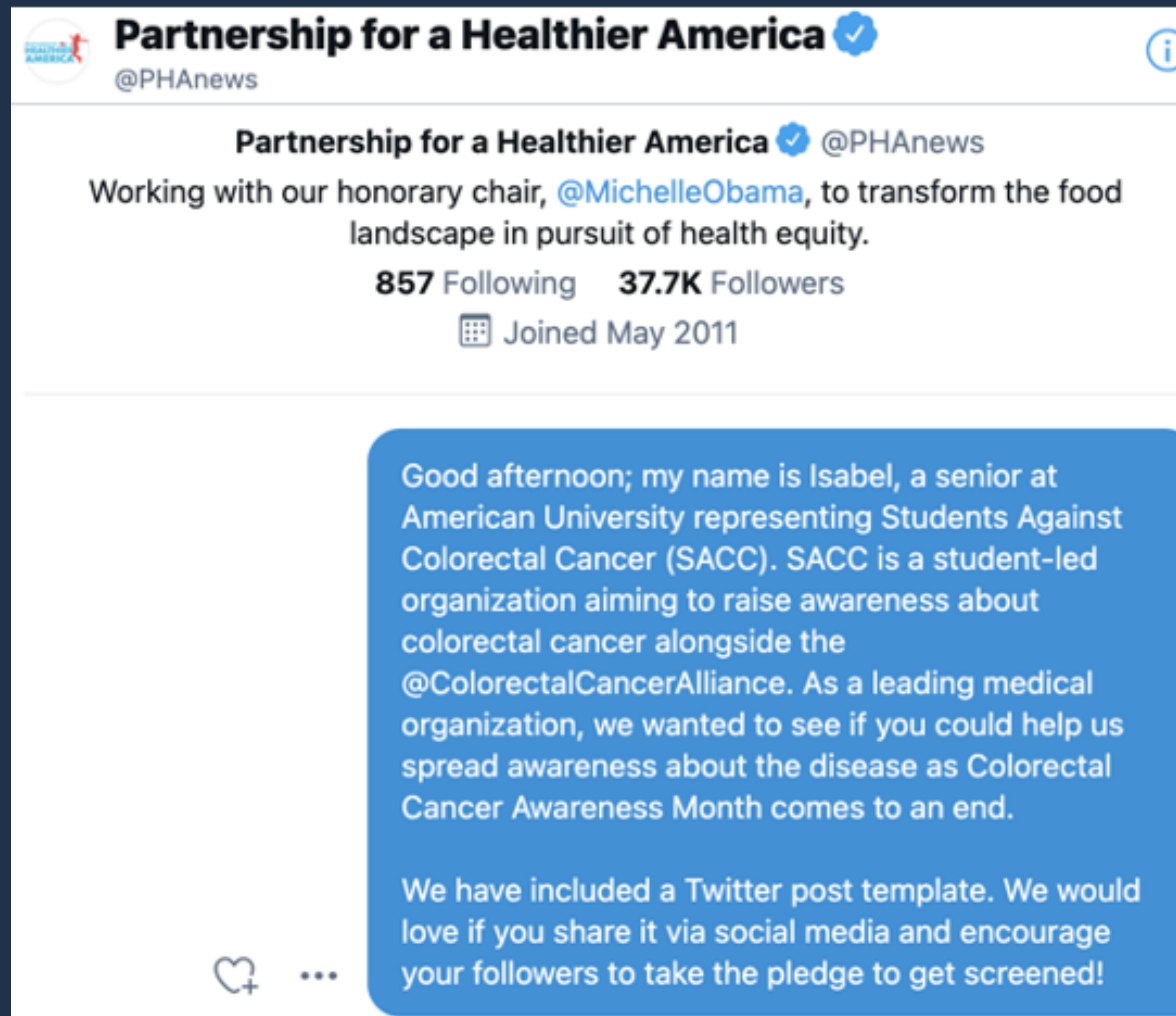 HEALTHIER
AMERICA
Partnership for a Healthier America
@PHAnews
Partnership for a Healthier America @PHAnews
Working with our honorary chair, @MichelleObama, to transform the food
landscape in pursuit of health equity.
857 Following 37.7K Followers
Joined May 2011
Good afternoon; my name is Isabel, a senior at
American University representing Students Against
Colorectal Cancer (SACC). SACC is a student-led
organization aiming to raise awareness about
colorectal cancer alongside the
@ColorectalCancerAlliance. As a leading medical
organization, we wanted to see if you could help us
spread awareness about the disease as Colorectal
Cancer Awareness Month comes to an end.
We have included a Twitter post template. We would
love if you share it via social media and encourage
your followers to take the pledge to get screened!